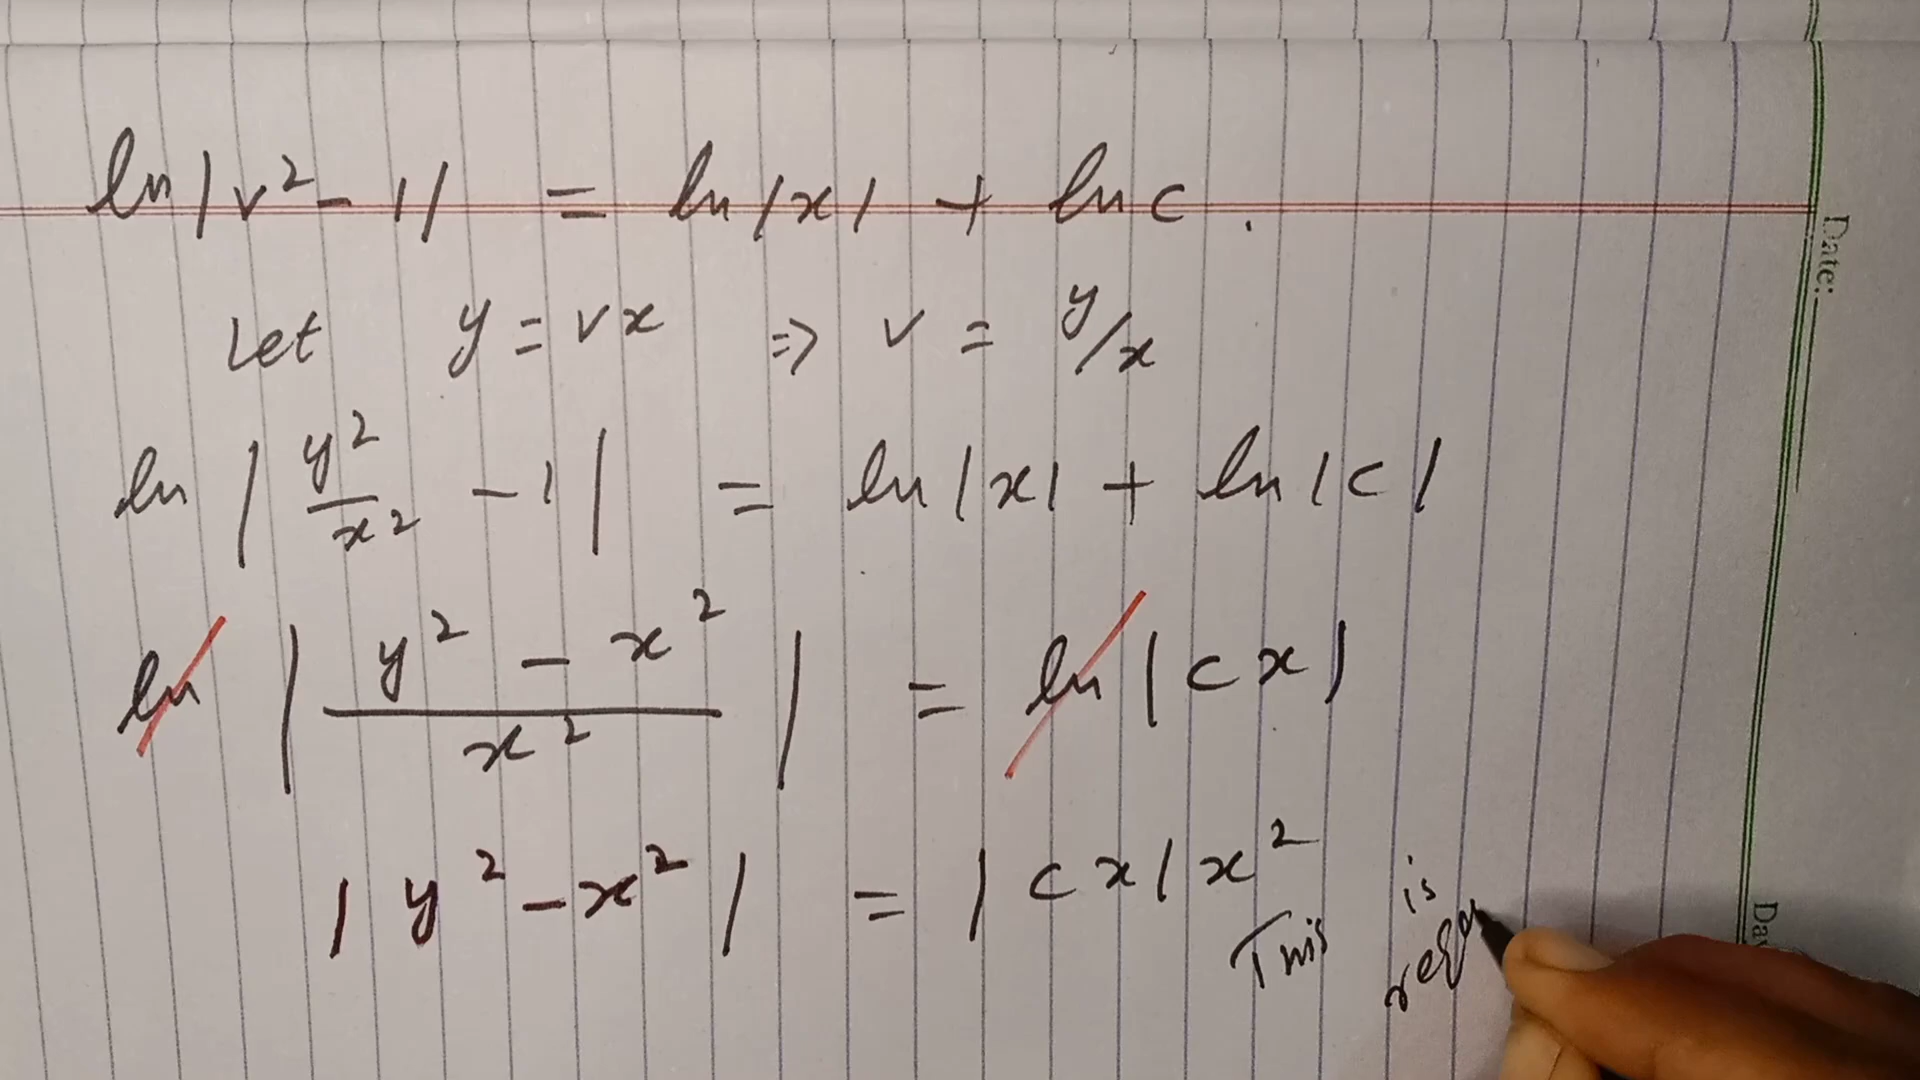 ln |v² - 1| = ln |x| + ln c .
Let y = vx => v = y/x
ln | y²/x² - 1 | = ln |x| + ln |c|
ln | (y² - x²)/x² | = ln |cx|
| y² - x² | = | cx | x²
This is
Date: